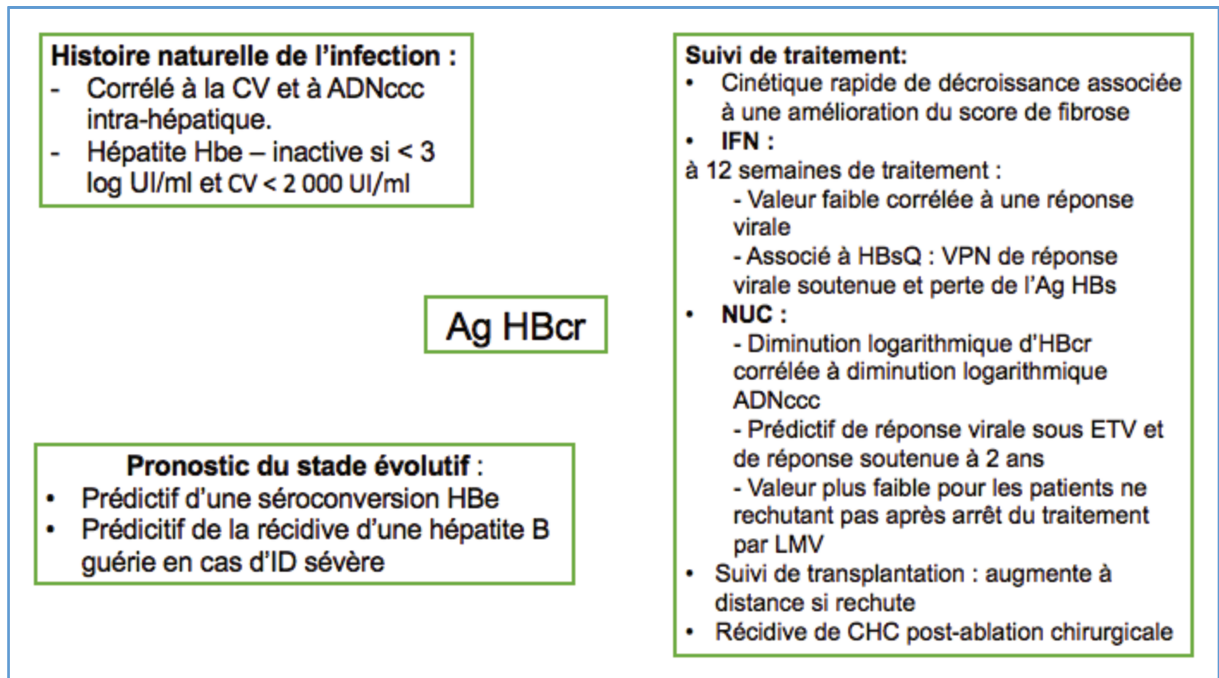 Histoire naturelle de l'infection :
- Corrélé à la CV et à ADNccc
intra-hépatique.
- Hépatite Hbe – inactive si < 3
log UI/ml et CV < 2 000 UI/ml
Ag HBcr
Pronostic du stade évolutif :
• Prédictif d'une séroconversion HBe
• Prédicitif de la récidive d'une hépatite B
guérie en cas d'ID sévère
Suivi de traitement:
• Cinétique rapide de décroissance associée
à une amélioration du score de fibrose
• IFN :
à 12 semaines de traitement :
- Valeur faible corrélée à une réponse
virale
- Associé à HBsQ : VPN de réponse
virale soutenue et perte de l'Ag HBs
• NUC :
- Diminution logarithmique d'HBcr
corrélée à diminution logarithmique
ADNccc
- Prédictif de réponse virale sous ETV et
de réponse soutenue à 2 ans
- Valeur plus faible pour les patients ne
rechutant pas après arrêt du traitement
par LMV
• Suivi de transplantation : augmente à
distance si rechute
• Récidive de CHC post-ablation chirurgicale